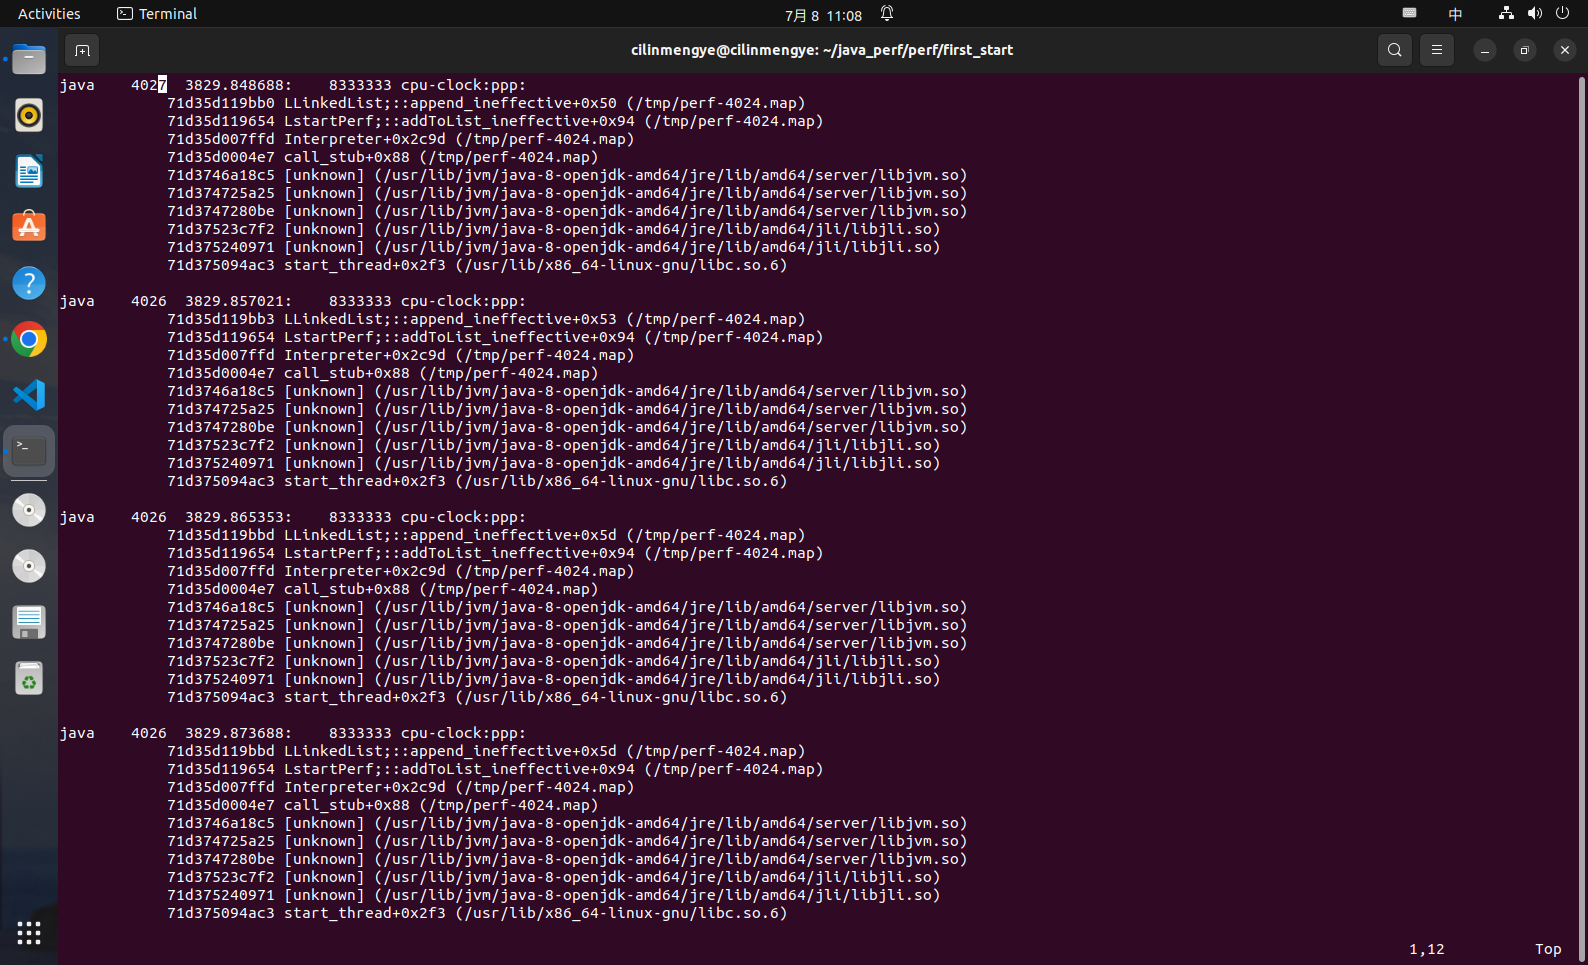 Activities Terminal 7月 8 11:08 中
cilinmengye@cilinmengye: ~/java_perf/perf/first_start
java    4027  3829.848688:    8333333 cpu-clock:ppp:
            71d35d119bb0 LLinkedList;::append_ineffective+0x50 (/tmp/perf-4024.map)
            71d35d119654 LstartPerf;::addToList_ineffective+0x94 (/tmp/perf-4024.map)
            71d35d007ffd Interpreter+0x2c9d (/tmp/perf-4024.map)
            71d35d0004e7 call_stub+0x88 (/tmp/perf-4024.map)
            71d3746a18c5 [unknown] (/usr/lib/jvm/java-8-openjdk-amd64/jre/lib/amd64/server/libjvm.so)
            71d374725a25 [unknown] (/usr/lib/jvm/java-8-openjdk-amd64/jre/lib/amd64/server/libjvm.so)
            71d3747280be [unknown] (/usr/lib/jvm/java-8-openjdk-amd64/jre/lib/amd64/server/libjvm.so)
            71d37523c7f2 [unknown] (/usr/lib/jvm/java-8-openjdk-amd64/jre/lib/amd64/jli/libjli.so)
            71d375240971 [unknown] (/usr/lib/jvm/java-8-openjdk-amd64/jre/lib/amd64/jli/libjli.so)
            71d375094ac3 start_thread+0x2f3 (/usr/lib/x86_64-linux-gnu/libc.so.6)
java    4026  3829.857021:    8333333 cpu-clock:ppp:
            71d35d119bb3 LLinkedList;::append_ineffective+0x53 (/tmp/perf-4024.map)
            71d35d119654 LstartPerf;::addToList_ineffective+0x94 (/tmp/perf-4024.map)
            71d35d007ffd Interpreter+0x2c9d (/tmp/perf-4024.map)
            71d35d0004e7 call_stub+0x88 (/tmp/perf-4024.map)
            71d3746a18c5 [unknown] (/usr/lib/jvm/java-8-openjdk-amd64/jre/lib/amd64/server/libjvm.so)
            71d374725a25 [unknown] (/usr/lib/jvm/java-8-openjdk-amd64/jre/lib/amd64/server/libjvm.so)
            71d3747280be [unknown] (/usr/lib/jvm/java-8-openjdk-amd64/jre/lib/amd64/server/libjvm.so)
            71d37523c7f2 [unknown] (/usr/lib/jvm/java-8-openjdk-amd64/jre/lib/amd64/jli/libjli.so)
            71d375240971 [unknown] (/usr/lib/jvm/java-8-openjdk-amd64/jre/lib/amd64/jli/libjli.so)
            71d375094ac3 start_thread+0x2f3 (/usr/lib/x86_64-linux-gnu/libc.so.6)
java    4026  3829.865353:    8333333 cpu-clock:ppp:
            71d35d119bbd LLinkedList;::append_ineffective+0x5d (/tmp/perf-4024.map)
            71d35d119654 LstartPerf;::addToList_ineffective+0x94 (/tmp/perf-4024.map)
            71d35d007ffd Interpreter+0x2c9d (/tmp/perf-4024.map)
            71d35d0004e7 call_stub+0x88 (/tmp/perf-4024.map)
            71d3746a18c5 [unknown] (/usr/lib/jvm/java-8-openjdk-amd64/jre/lib/amd64/server/libjvm.so)
            71d374725a25 [unknown] (/usr/lib/jvm/java-8-openjdk-amd64/jre/lib/amd64/server/libjvm.so)
            71d3747280be [unknown] (/usr/lib/jvm/java-8-openjdk-amd64/jre/lib/amd64/server/libjvm.so)
            71d37523c7f2 [unknown] (/usr/lib/jvm/java-8-openjdk-amd64/jre/lib/amd64/jli/libjli.so)
            71d375240971 [unknown] (/usr/lib/jvm/java-8-openjdk-amd64/jre/lib/amd64/jli/libjli.so)
            71d375094ac3 start_thread+0x2f3 (/usr/lib/x86_64-linux-gnu/libc.so.6)
java    4026  3829.873688:    8333333 cpu-clock:ppp:
            71d35d119bbd LLinkedList;::append_ineffective+0x5d (/tmp/perf-4024.map)
            71d35d119654 LstartPerf;::addToList_ineffective+0x94 (/tmp/perf-4024.map)
            71d35d007ffd Interpreter+0x2c9d (/tmp/perf-4024.map)
            71d35d0004e7 call_stub+0x88 (/tmp/perf-4024.map)
            71d3746a18c5 [unknown] (/usr/lib/jvm/java-8-openjdk-amd64/jre/lib/amd64/server/libjvm.so)
            71d374725a25 [unknown] (/usr/lib/jvm/java-8-openjdk-amd64/jre/lib/amd64/server/libjvm.so)
            71d3747280be [unknown] (/usr/lib/jvm/java-8-openjdk-amd64/jre/lib/amd64/server/libjvm.so)
            71d37523c7f2 [unknown] (/usr/lib/jvm/java-8-openjdk-amd64/jre/lib/amd64/jli/libjli.so)
            71d375240971 [unknown] (/usr/lib/jvm/java-8-openjdk-amd64/jre/lib/amd64/jli/libjli.so)
            71d375094ac3 start_thread+0x2f3 (/usr/lib/x86_64-linux-gnu/libc.so.6)
1,12          Top